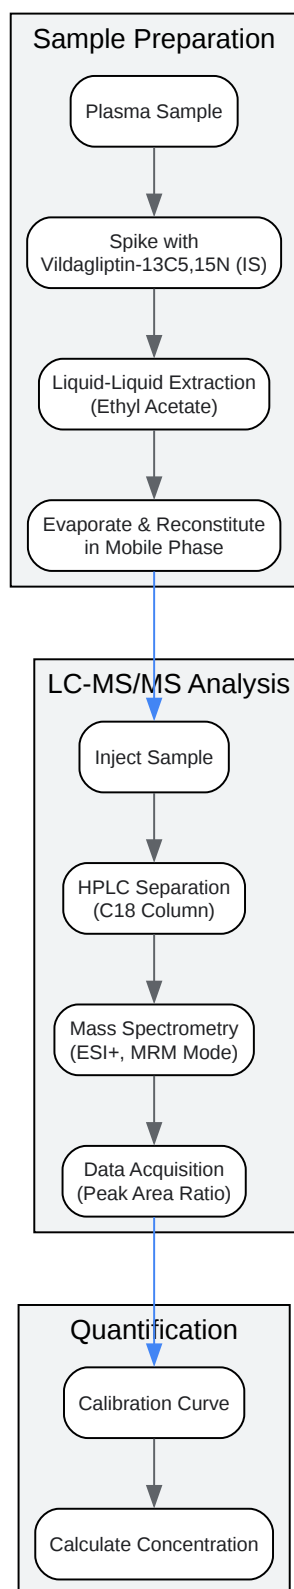 Sample Preparation
Plasma Sample
Spike with
Vildagliptin-13C5,15N (IS)
Liquid-Liquid Extraction
(Ethyl Acetate)
Evaporate & Reconstitute
in Mobile Phase
LC-MS/MS Analysis
Inject Sample
HPLC Separation
(C18 Column)
Mass Spectrometry
(ESI+, MRM Mode)
Data Acquisition
(Peak Area Ratio)
Quantification
Calibration Curve
Calculate Concentration